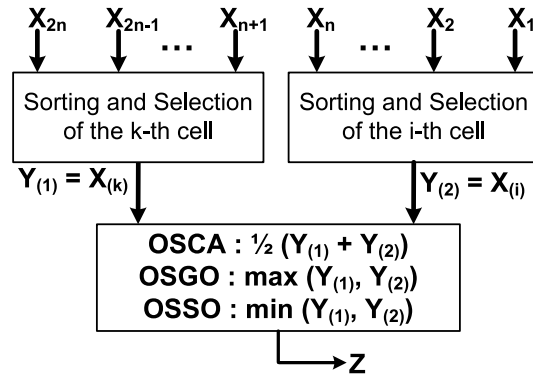 X2n X2n-1 ... Xn+1 Xn ... X2 X1
Sorting and Selection of the k-th cell
Sorting and Selection of the i-th cell
Y(1) = X(k)
Y(2) = X(i)
OSCA : ½ (Y(1) + Y(2))
OSGO : max (Y(1), Y(2))
OSSO : min (Y(1), Y(2))
Z